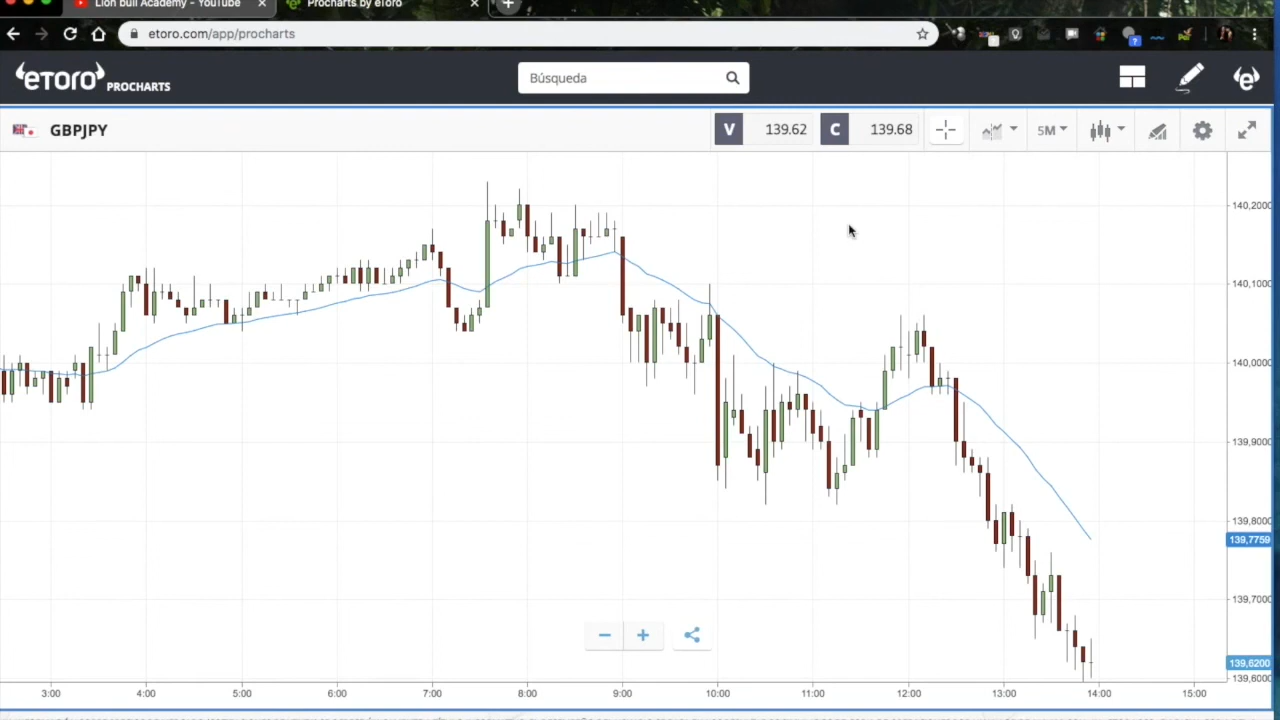 Lion bull Academy - YouTube
Procharts by eToro
etoro.com/app/procharts
eToro PROCHARTS
Búsqueda
GBPJPY
V 139.62 C 139.68 5M
140,2000
140,1000
140,0000
139,9000
139,8000
139,7759
139,7000
139,6200
139,6000
3:00 4:00 5:00 6:00 7:00 8:00 9:00 10:00 11:00 12:00 13:00 14:00 15:00